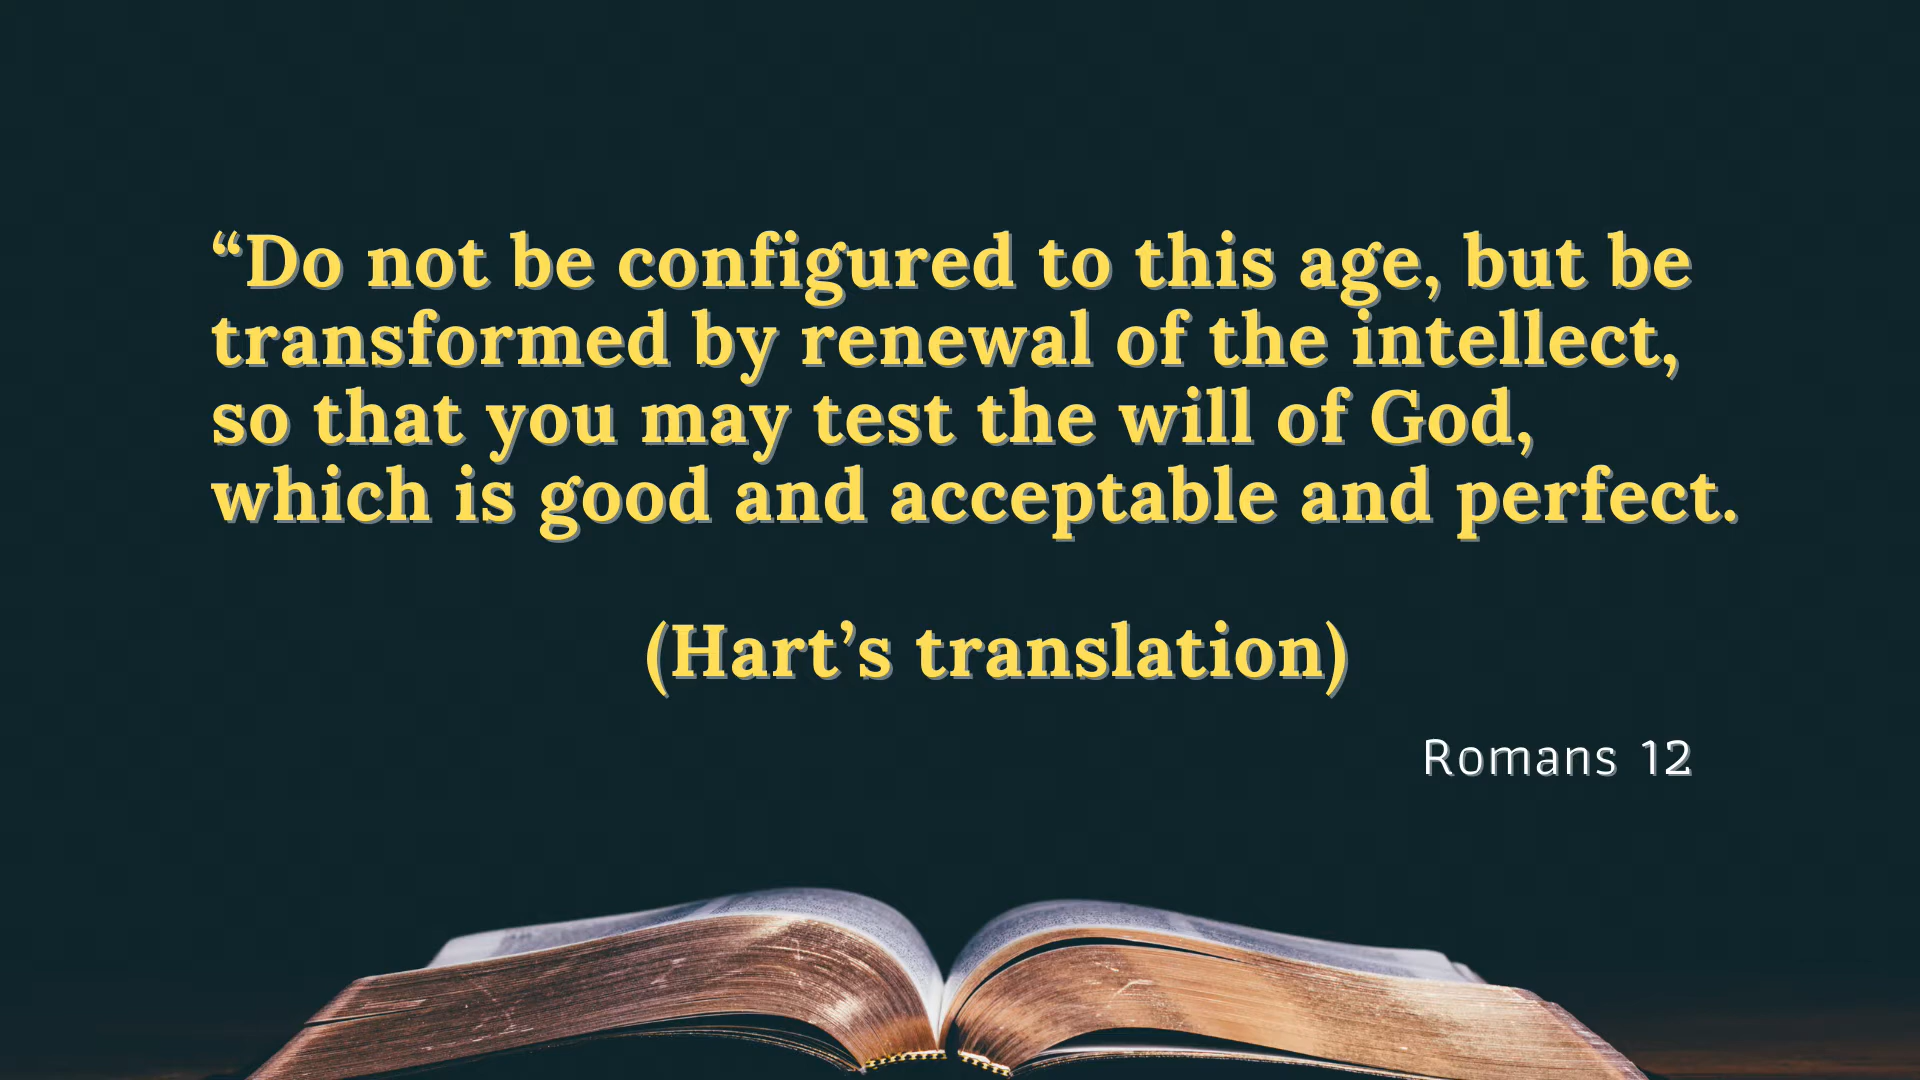 “Do not be configured to this age, but be
transformed by renewal of the intellect,
so that you may test the will of God,
which is good and acceptable and perfect.
(Hart’s translation)
Romans 12